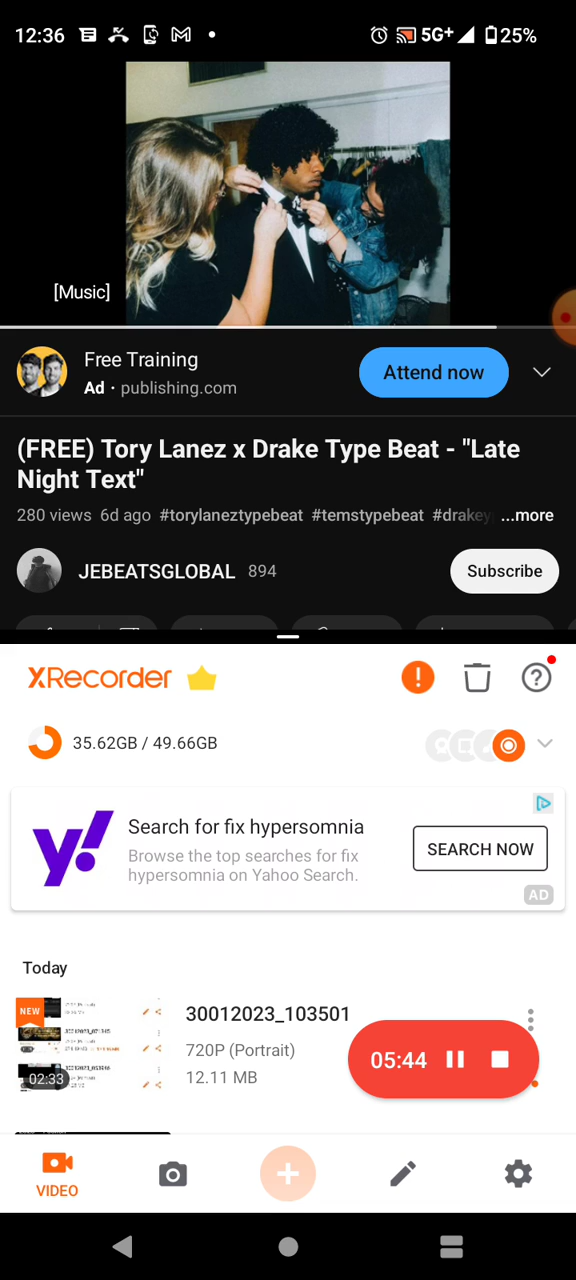 12:36 5G+ 25%
[Music]
Free Training
Ad · publishing.com
Attend now
(FREE) Tory Lanez x Drake Type Beat - "Late
Night Text"
280 views 6d ago #torylaneztypebeat #temstypebeat #drakey ...more
JEBEATSGLOBAL 894
Subscribe
XRecorder
35.62GB / 49.66GB
y!
Search for fix hypersomnia
Browse the top searches for fix
hypersomnia on Yahoo Search.
SEARCH NOW
AD
Today
NEW
02:33
30012023_103501
720P (Portrait)
12.11 MB
05:44
VIDEO